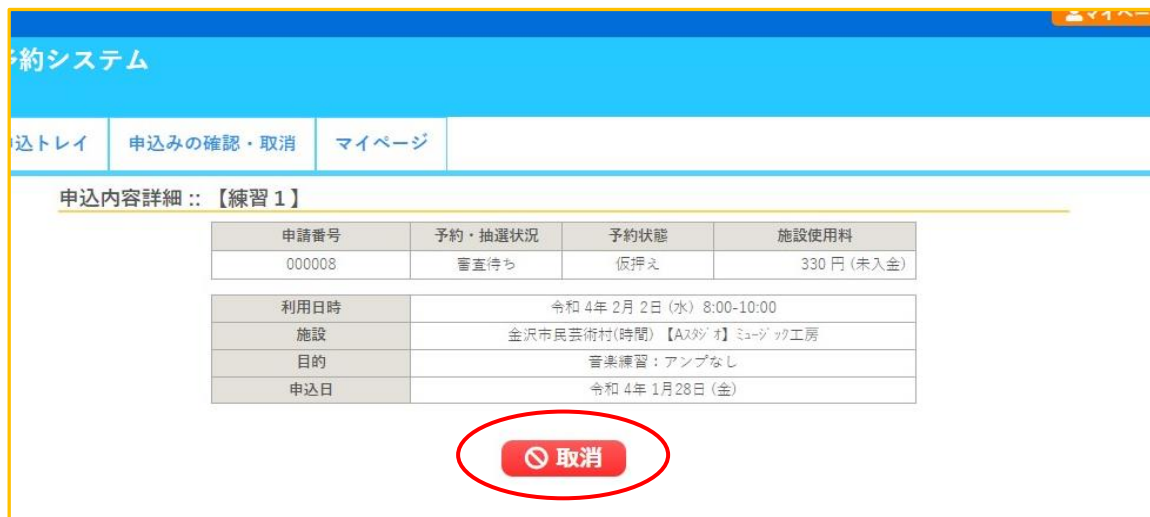 マイペー
予約システム
込トレイ 申込みの確認・取消 マイページ
申込内容詳細 :: 【練習1】
申請番号 予約・抽選状況 予約状態 施設使用料
000008 審査待ち 仮押え 330 円 (未入金)
利用日時 令和 4年 2月 2日 (水) 8:00-10:00
施設 金沢市民芸術村(時間) 【Aｽﾀｼﾞｵ】ﾐｭｰｼﾞｯｸ工房
目的 音楽練習：アンプなし
申込日 令和 4年 1月28日 (金)
取消